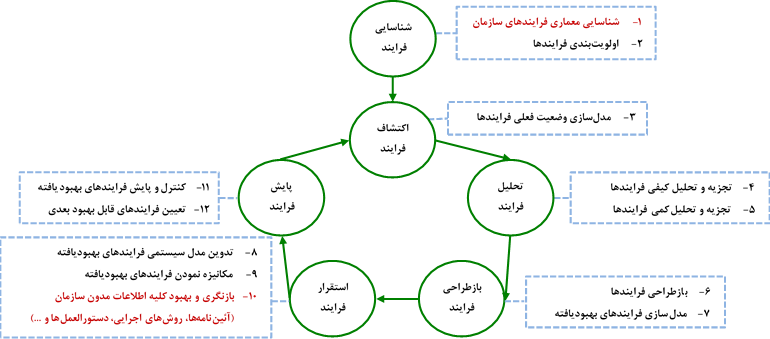 شناسایی
فرایند
۱- شناسایی معماری فرایندهای سازمان
۲- اولویت‌بندی فرایندها
اکتشاف
فرایند
۳- مدل‌سازی وضعیت فعلی فرایندها
تحلیل
فرایند
۴- تجزیه و تحلیل کیفی فرایندها
۵- تجزیه و تحلیل کمی فرایندها
بازطراحی
فرایند
۶- بازطراحی فرایندها
۷- مدل‌سازی فرایندهای بهبودیافته
استقرار
فرایند
۸- تدوین مدل سیستمی فرایندهای بهبودیافته
۹- مکانیزه نمودن فرایندهای بهبودیافته
۱۰- بازنگری و بهبود کلیه اطلاعات مدون سازمان
(آئین‌نامه‌ها، روش‌های اجرایی، دستورالعمل‌ها و ...)
پایش
فرایند
۱۱- کنترل و پایش فرایندهای بهبودیافته
۱۲- تعیین فرایندهای قابل بهبود بعدی